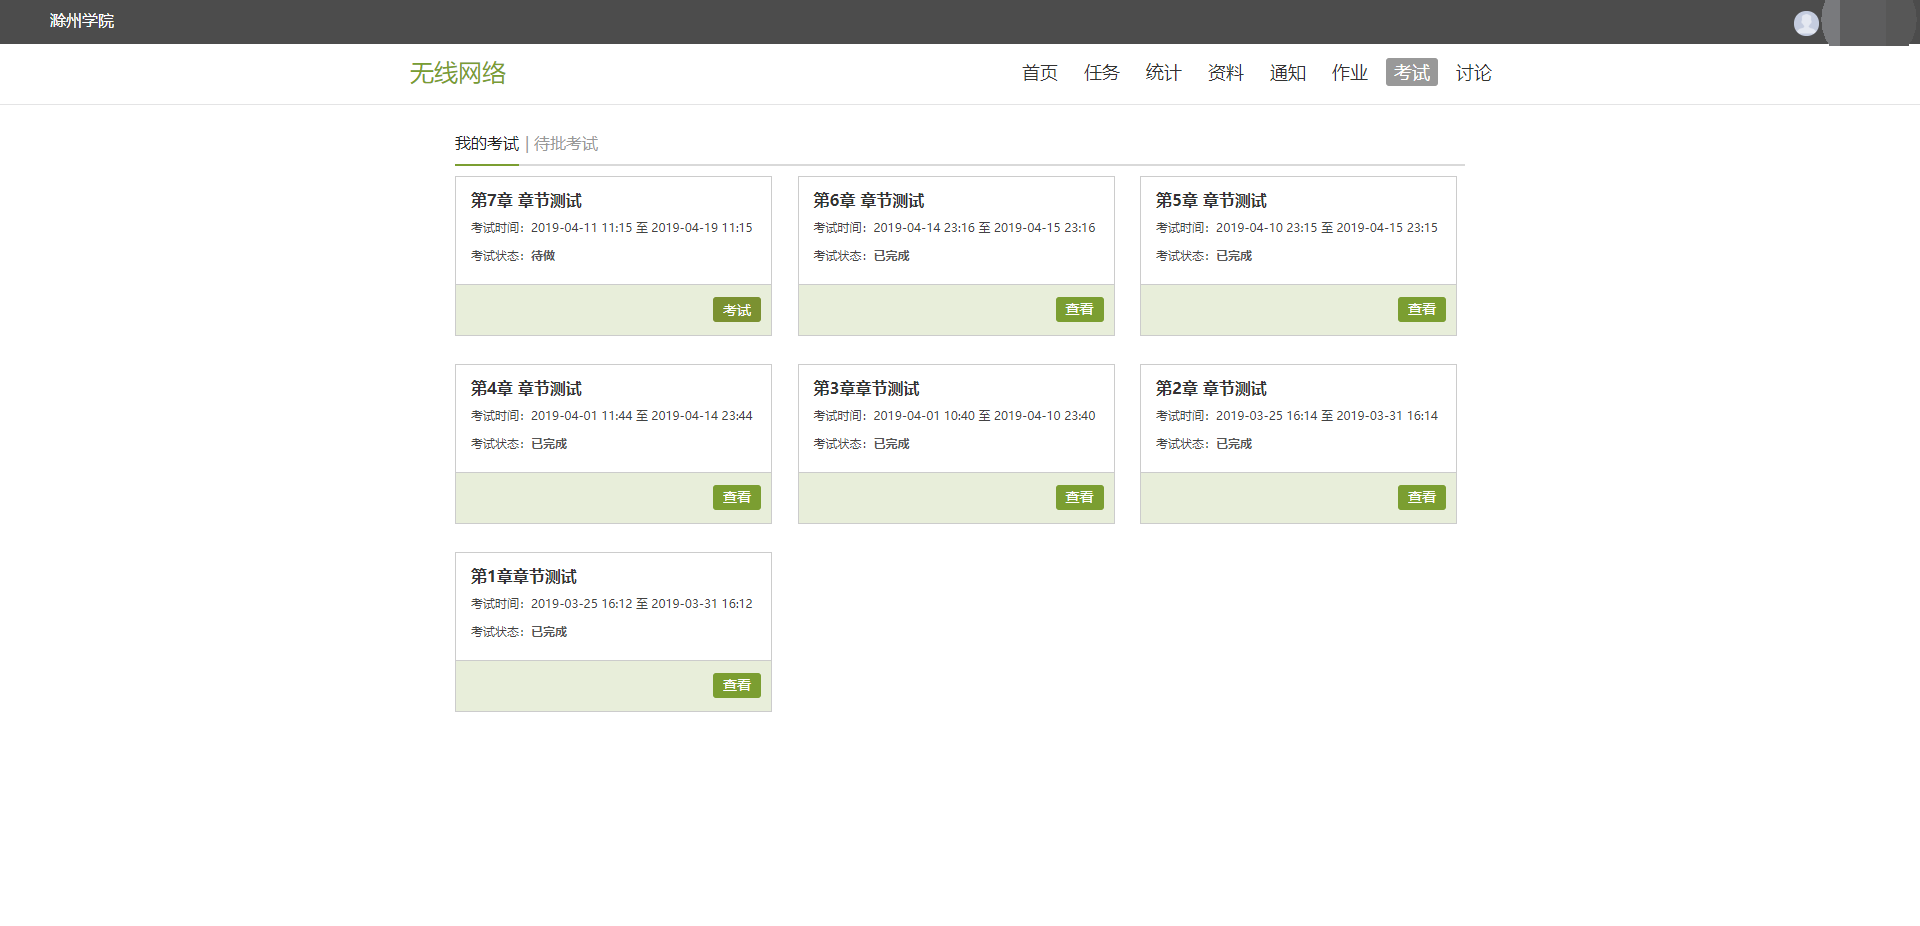 滁州学院
无线网络
首页 任务 统计 资料 通知 作业 考试 讨论
我的考试 | 待批考试
第7章 章节测试
考试时间：2019-04-11 11:15 至 2019-04-19 11:15
考试状态：待做
考试
第6章 章节测试
考试时间：2019-04-14 23:16 至 2019-04-15 23:16
考试状态：已完成
查看
第5章 章节测试
考试时间：2019-04-10 23:15 至 2019-04-15 23:15
考试状态：已完成
查看
第4章 章节测试
考试时间：2019-04-01 11:44 至 2019-04-14 23:44
考试状态：已完成
查看
第3章章节测试
考试时间：2019-04-01 10:40 至 2019-04-10 23:40
考试状态：已完成
查看
第2章 章节测试
考试时间：2019-03-25 16:14 至 2019-03-31 16:14
考试状态：已完成
查看
第1章章节测试
考试时间：2019-03-25 16:12 至 2019-03-31 16:12
考试状态：已完成
查看